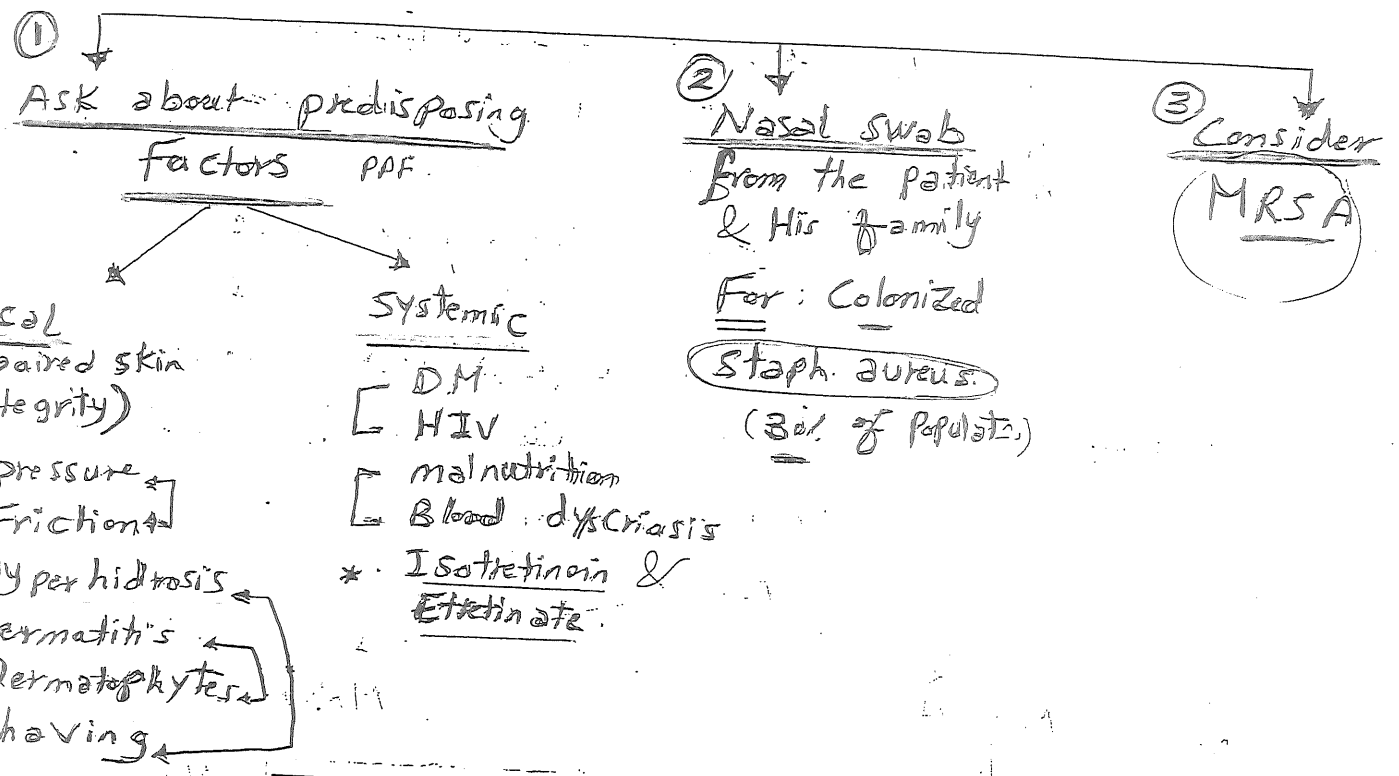 ①
Ask about predisposing
Factors PPF.
cal
paired skin
tegrity)
pressure
Friction
yperhidrosis
ermatitis
Dermatophytes
having
Systemic
D.M
HIV
malnutrition
Blood dyscriasis
* Isotretinoin &
Etretinate.
②
Nasal swab
from the patient
& His family
For: Colonized
Staph. aureus.
of Populat.)
③
Consider
MRSA